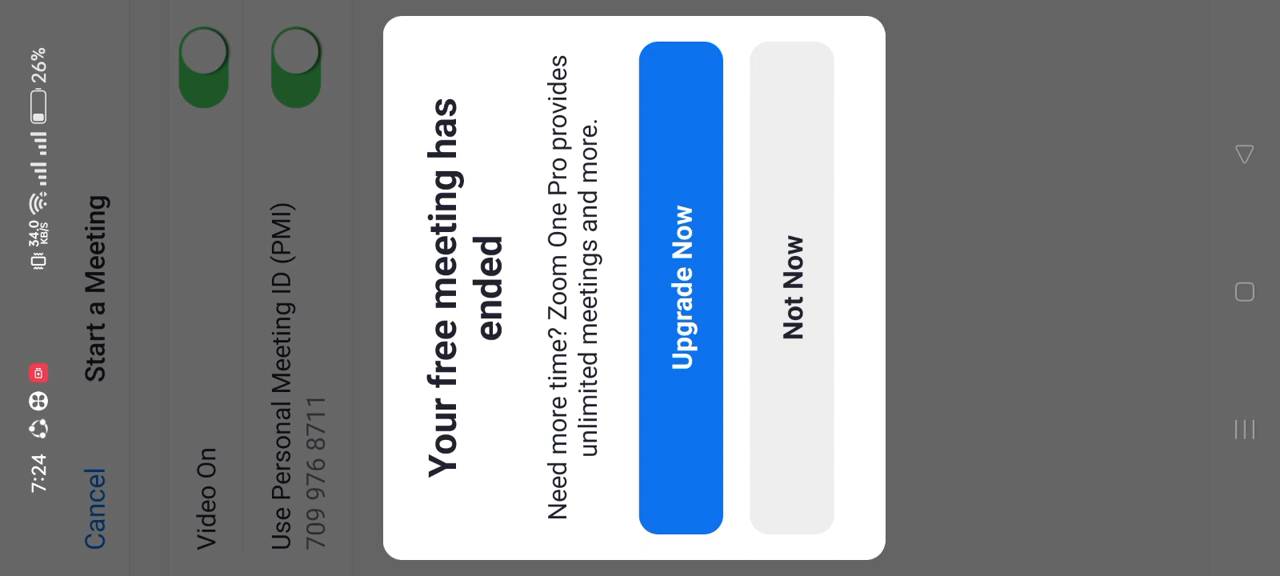 7:24 34.0 KB/S 26%
Cancel Start a Meeting
Video On
Use Personal Meeting ID (PMI)
709 976 8711
Your free meeting has
ended
Need more time? Zoom One Pro provides
unlimited meetings and more.
Upgrade Now
Not Now